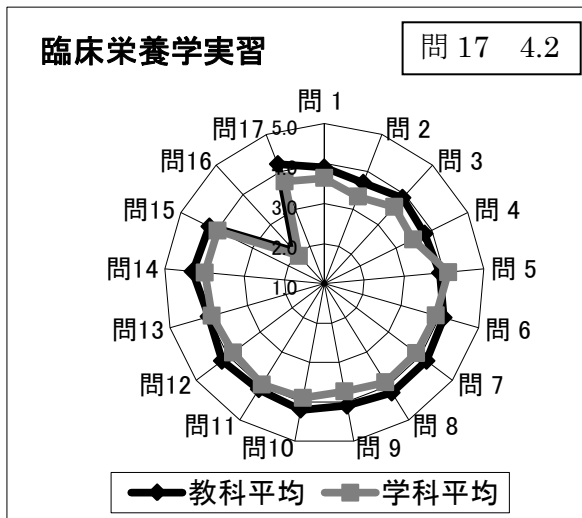 臨床栄養学実習
問 17 4.2
問 1
問 2
問 3
問 4
問 5
問 6
問 7
問 8
問 9
問10
問11
問12
問13
問14
問15
問16
問17
5.0
4.0
3.0
2.0
1.0
教科平均
学科平均